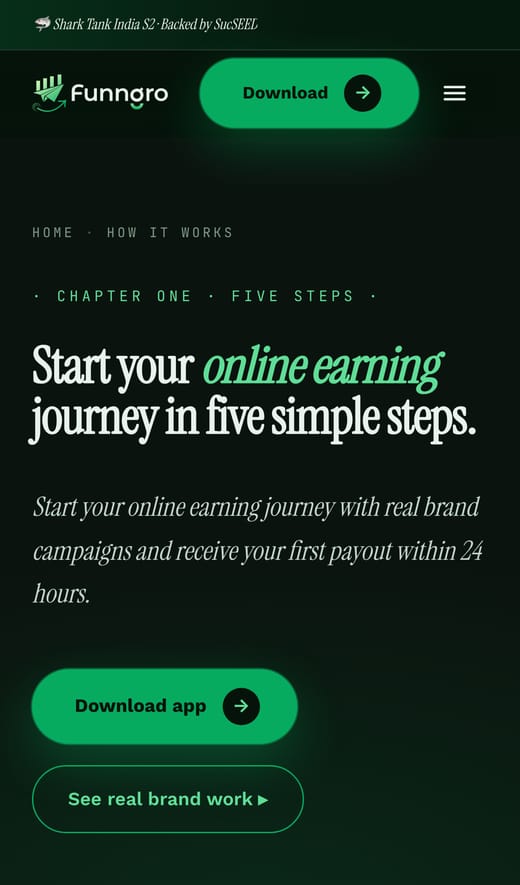 Shark Tank India S2 · Backed by SucSEED
Funngro
Download →
HOME · HOW IT WORKS
· CHAPTER ONE · FIVE STEPS ·
Start your online earning
journey in five simple steps.
Start your online earning journey with real brand
campaigns and receive your first payout within 24
hours.
Download app →
See real brand work ▸